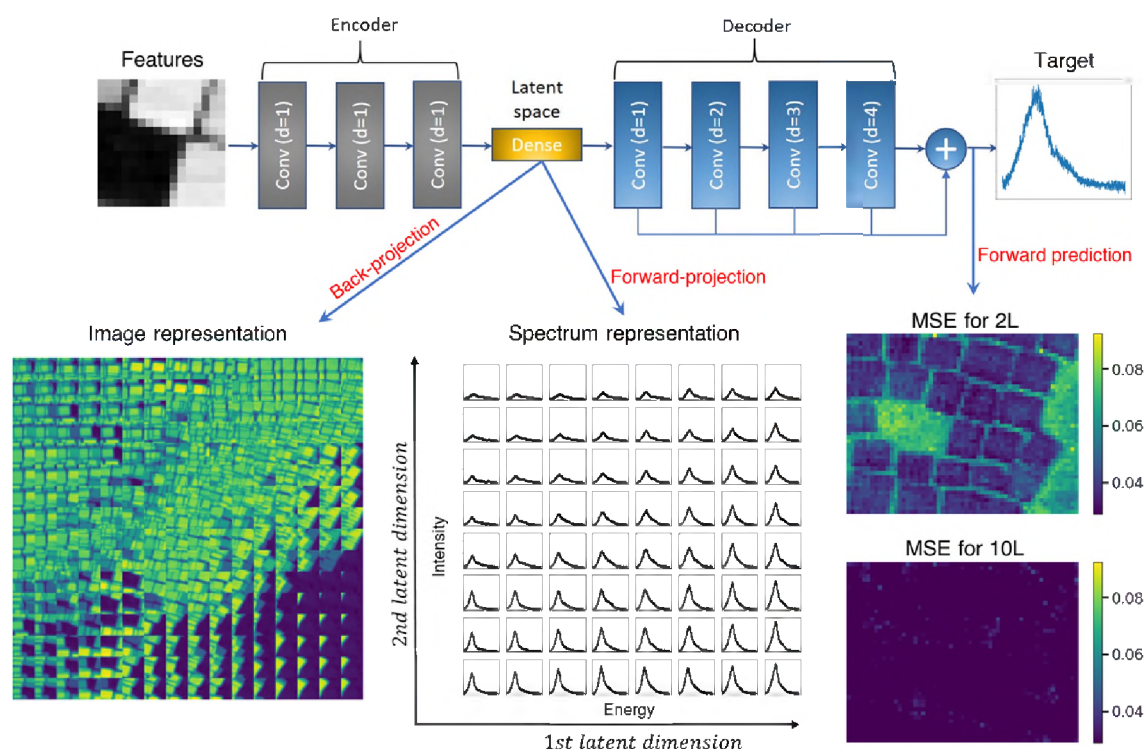 Encoder
Decoder
Features
Latent
space
Target
Conv (d=1)
Conv (d=1)
Conv (d=1)
Dense
Conv (d=1)
Conv (d=2)
Conv (d=3)
Conv (d=4)
+
Back-projection
Forward-projection
Forward prediction
Image representation
Spectrum representation
MSE for 2L
0.08
0.06
0.04
2nd latent dimension
Intensity
Energy
1st latent dimension
MSE for 10L
0.08
0.06
0.04